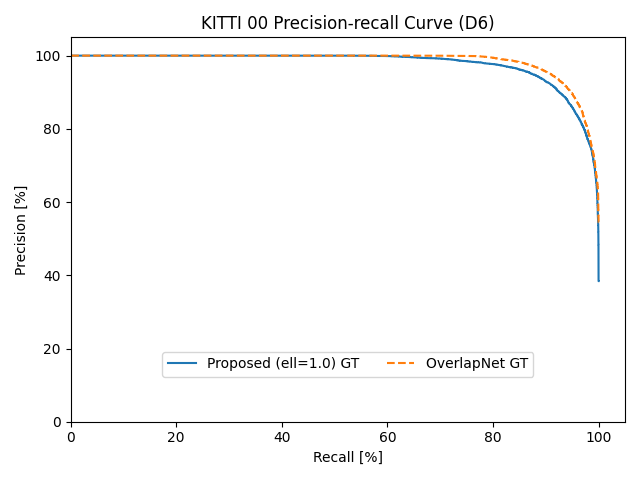 KITTI 00 Precision-recall Curve (D6)
Precision [%]
100
80
60
40
20
0
Proposed (ell=1.0) GT
OverlapNet GT
0 20 40 60 80 100
Recall [%]